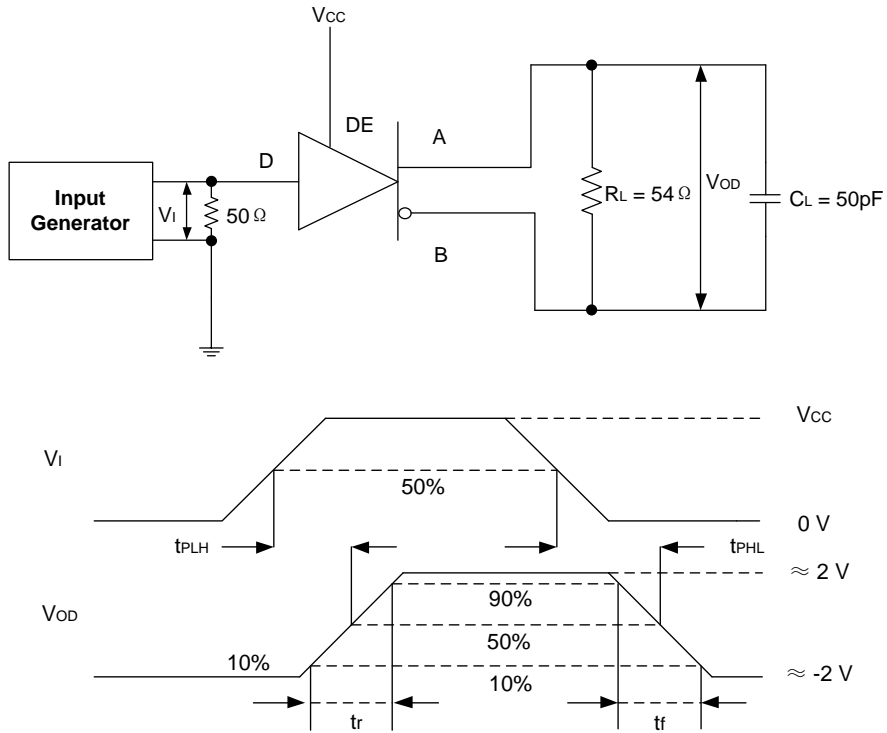 VCC
DE
A
D
Input
Generator
VI
50 Ω
RL = 54 Ω
VOD
CL = 50pF
B
VCC
VI
50%
0 V
tPLH
tPHL
≈ 2 V
90%
VOD
50%
10%
10%
≈ -2 V
tr
tf